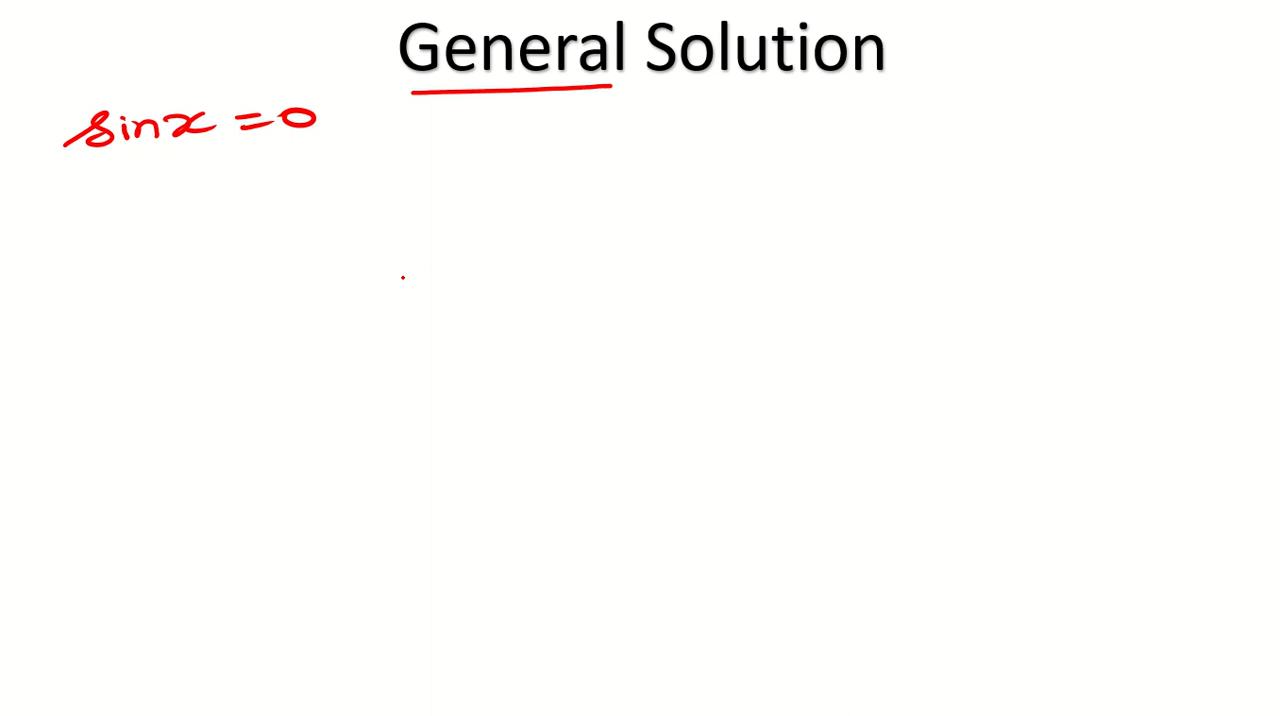 General Solution
sinx = 0